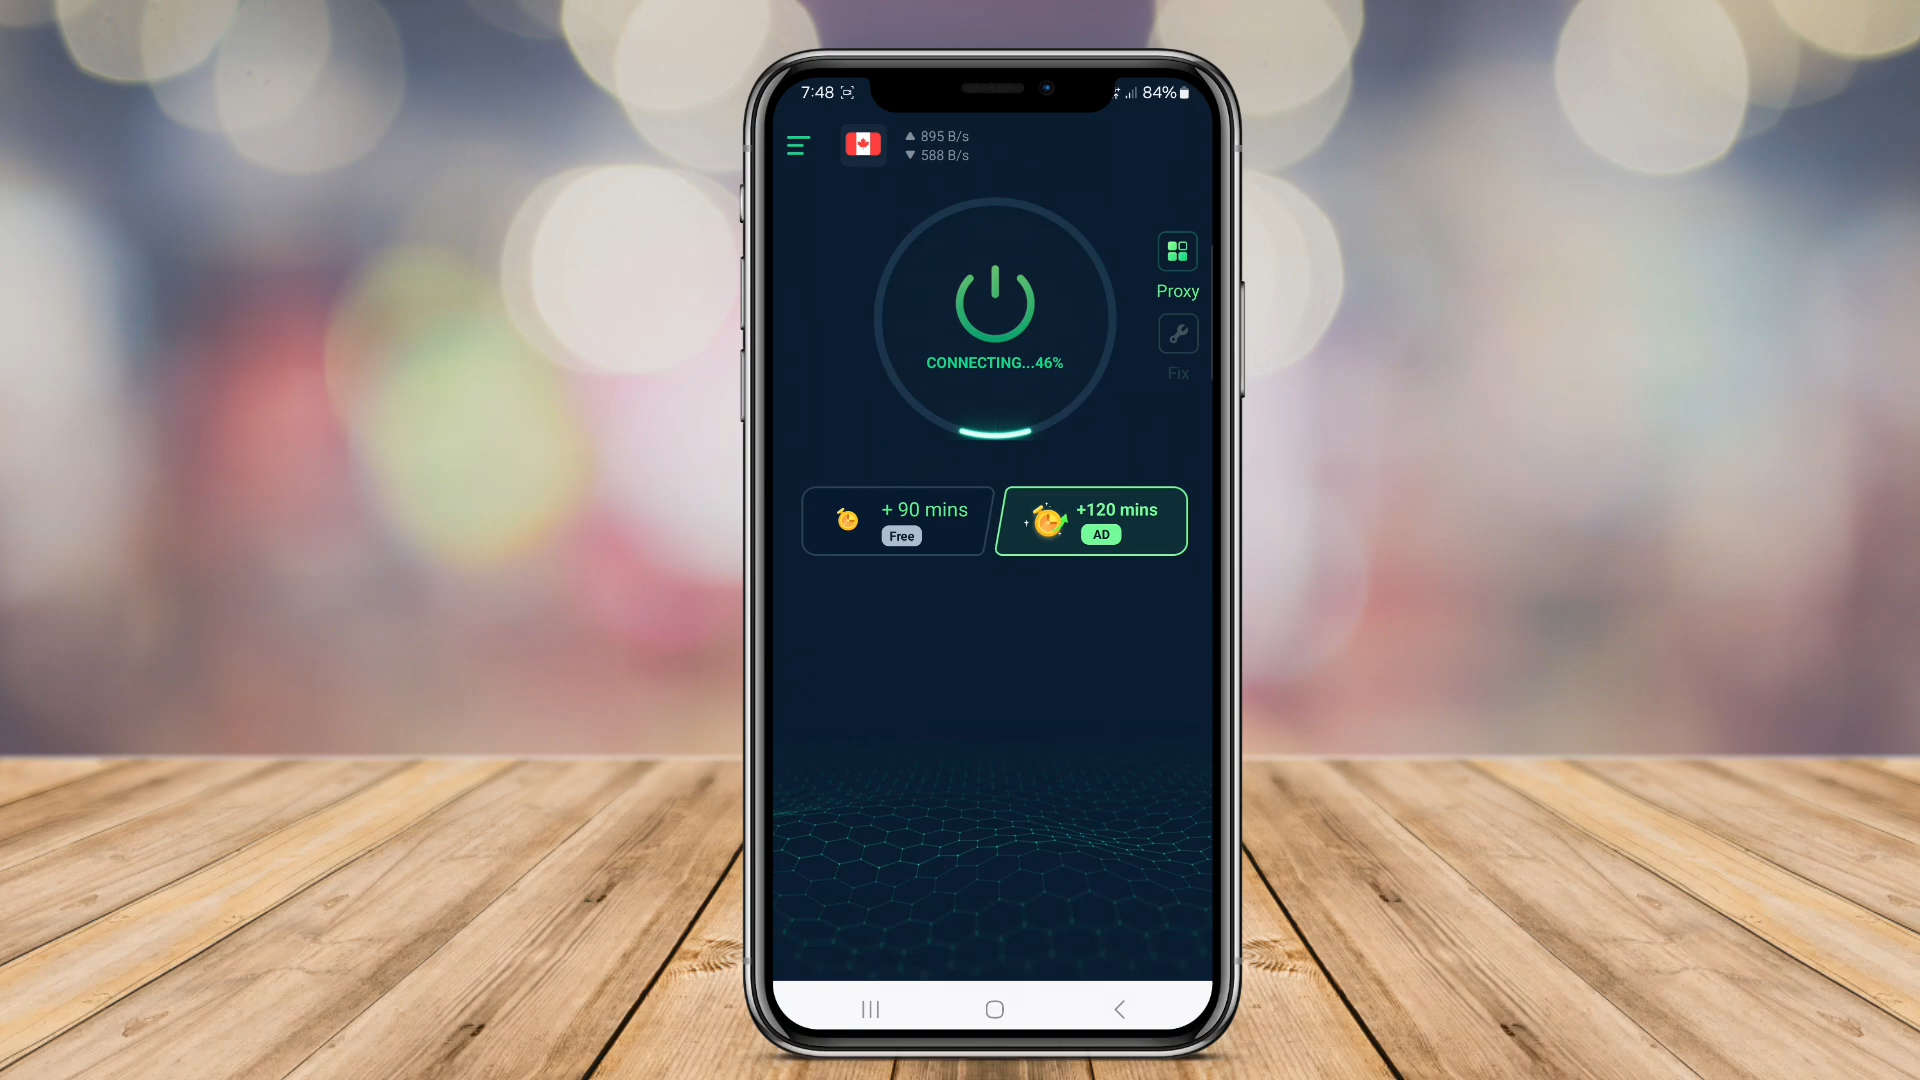 7:48 84%
895 B/s
588 B/s
Proxy
CONNECTING...46%
Fix
+ 90 mins
Free
+120 mins
AD